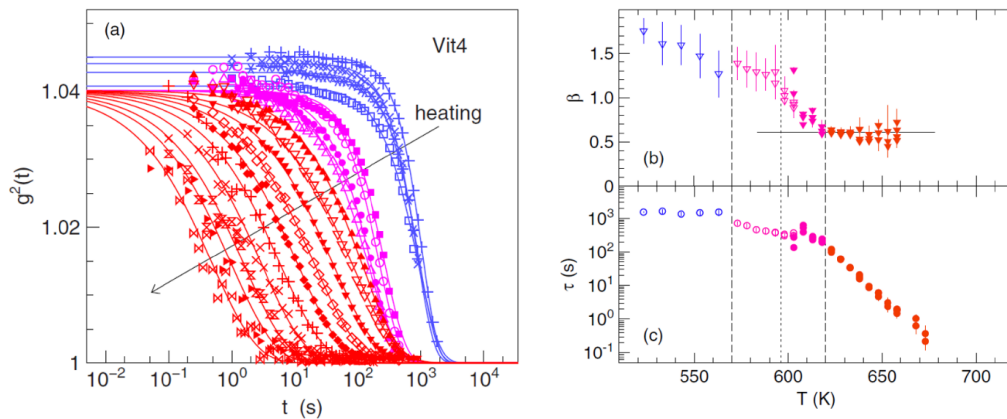 (a)
Vit4
heating
1.04
1.02
1
g²(t)
10⁻² 10⁻¹ 10⁰ 10¹ 10² 10³ 10⁴
t (s)
1.5
1.0
0.5
0
β
(b)
10³
10²
10¹
10⁰
10⁻¹
τ (s)
(c)
550 600 650 700
T (K)